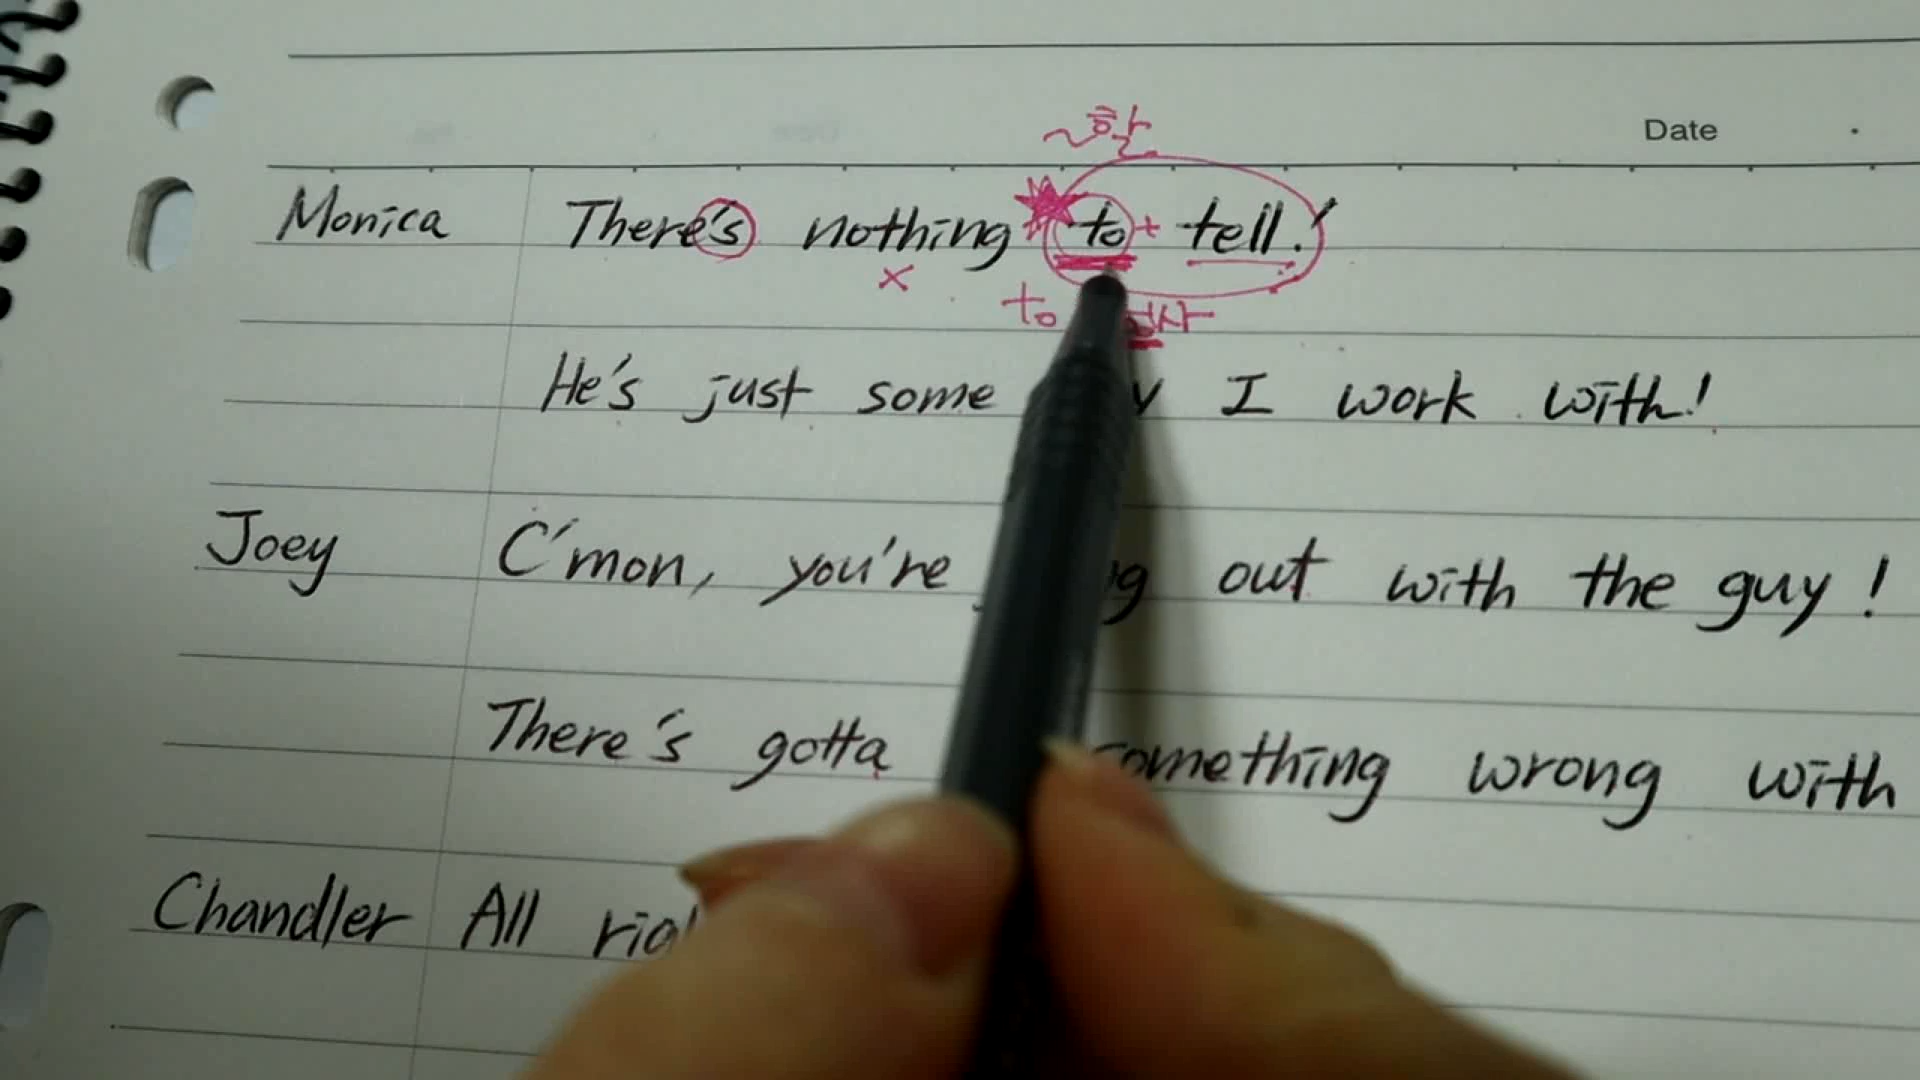 Date
~할
Monica There's nothing to + tell!
x to
He's just some I work with!
Joey C'mon, you're out with the guy!
There's gotta something wrong with
Chandler All